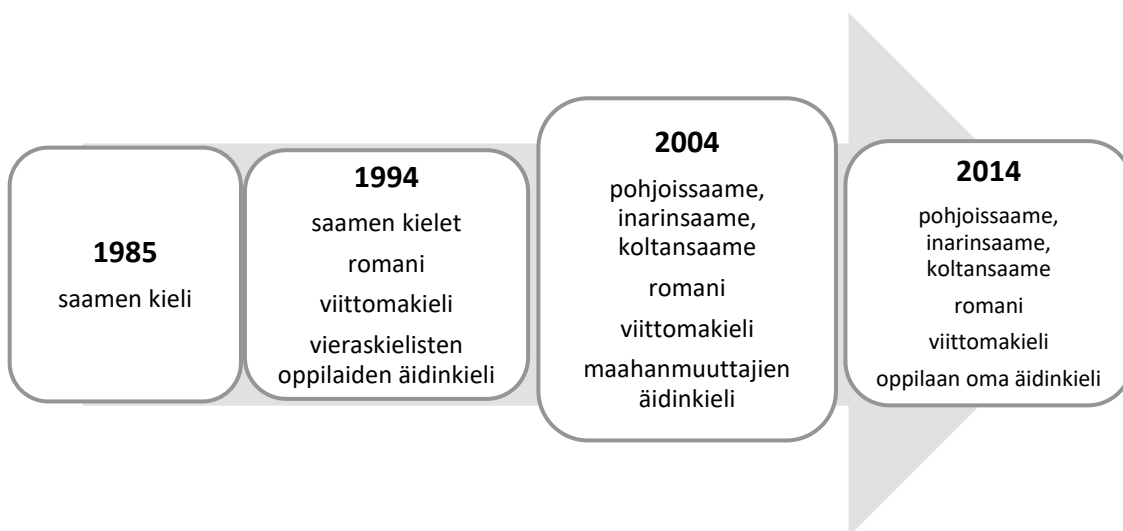 1985
saamen kieli
1994
saamen kielet
romani
viittomakieli
vieraskielisten
oppilaiden äidinkieli
2004
pohjoissaame,
inarinsaame,
koltansaame
romani
viittomakieli
maahanmuuttajien
äidinkieli
2014
pohjoissaame,
inarinsaame,
koltansaame
romani
viittomakieli
oppilaan oma äidinkieli